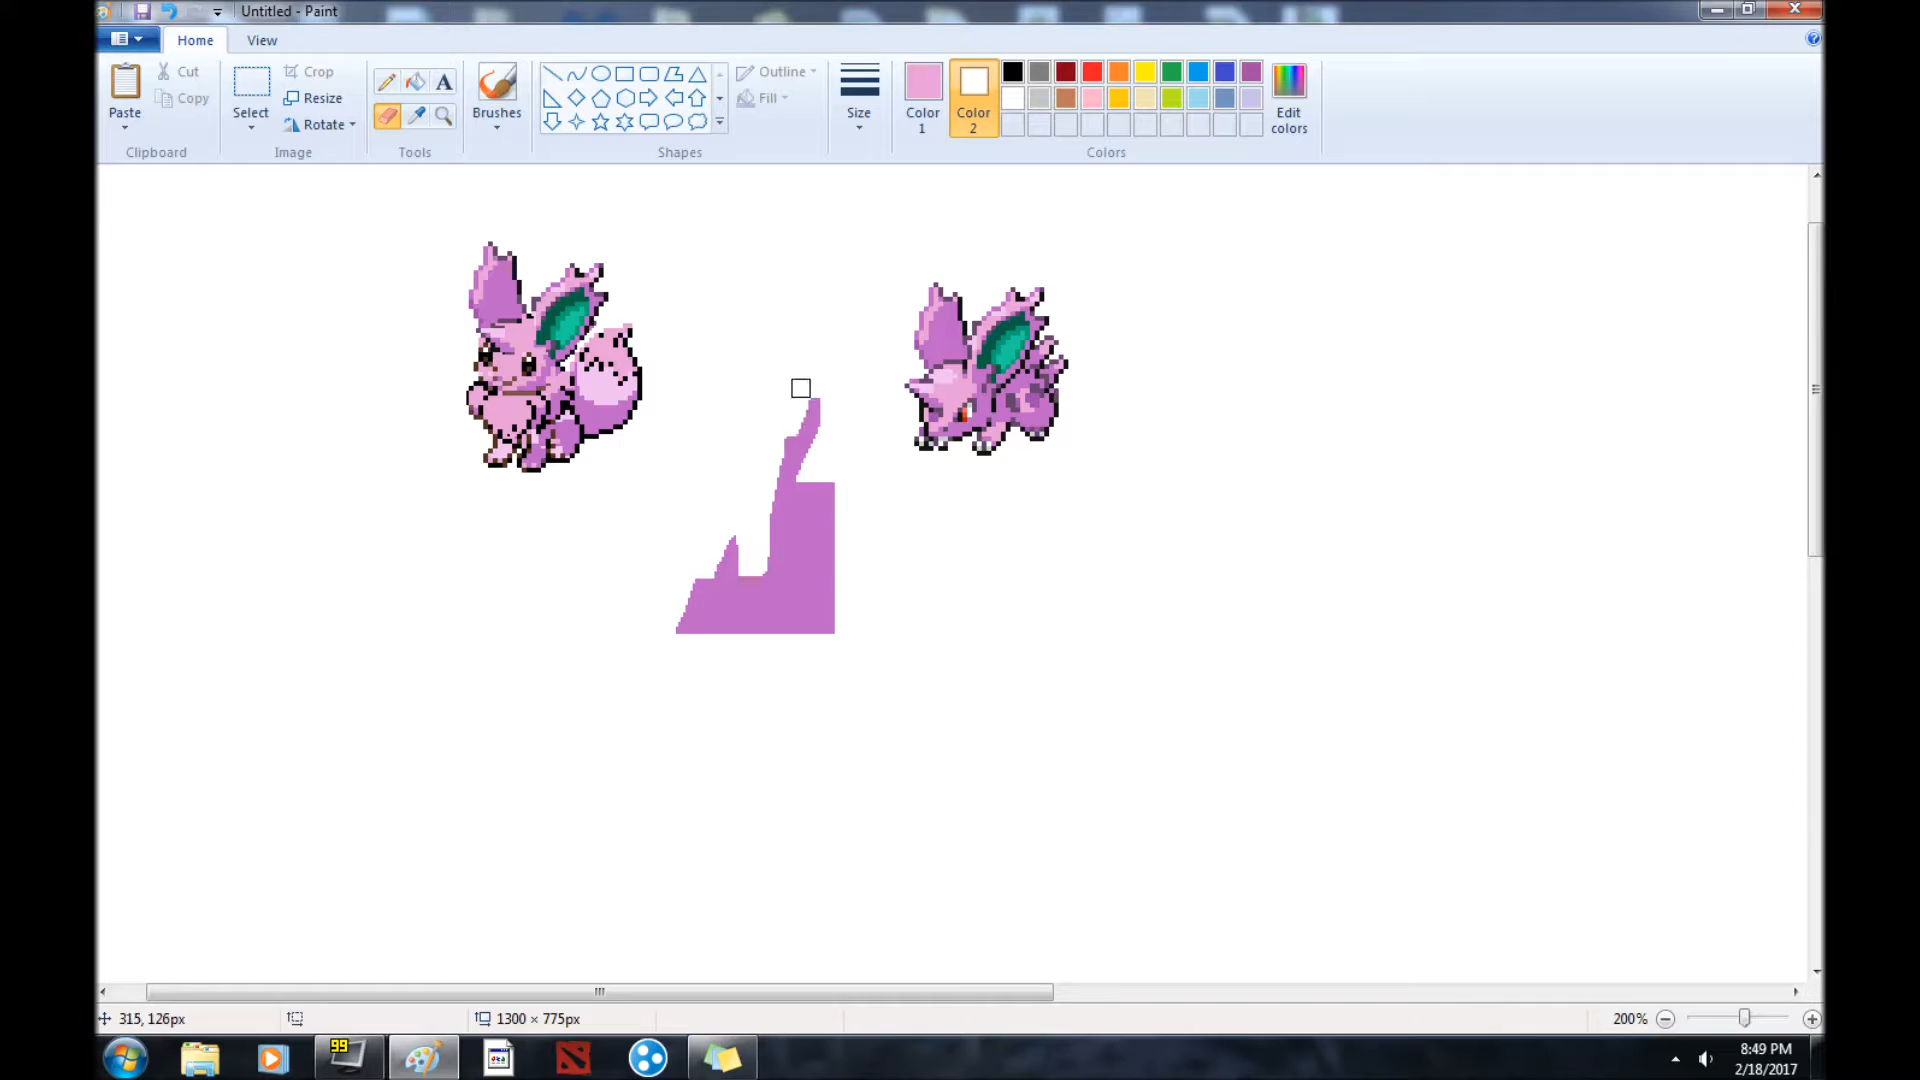 Untitled - Paint
Home
View
Paste
Cut
Copy
Clipboard
Select
Crop
Resize
Rotate
Image
A
Tools
Brushes
Shapes
Outline
Fill
Size
Color 1
Color 2
Edit colors
Colors
315, 126px
1300 × 775px
200%
99
8:49 PM
2/18/2017